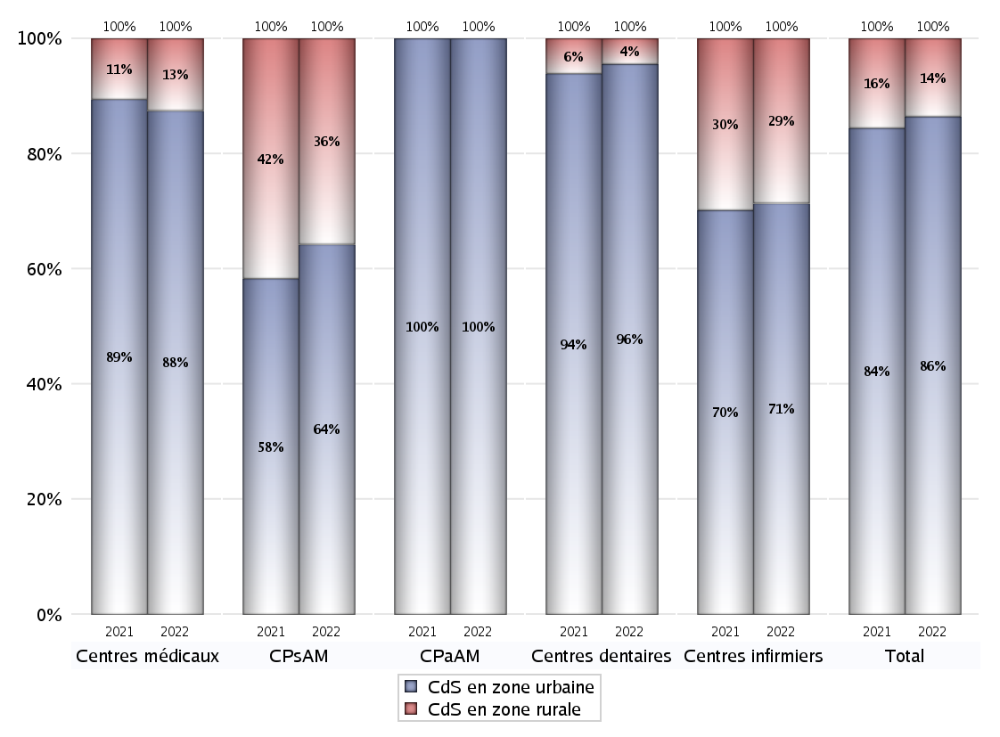 100% 100% 100% 100% 100% 100% 100% 100% 100% 100% 100% 100%
100%
80%
60%
40%
20%
0%
11% 13% 42% 36% 6% 4% 30% 29% 16% 14%
89% 88% 58% 64% 100% 100% 94% 96% 70% 71% 84% 86%
2021 2022 2021 2022 2021 2022 2021 2022 2021 2022 2021 2022
Centres médicaux CPsAM CPaAM Centres dentaires Centres infirmiers Total
CdS en zone urbaine
CdS en zone rurale